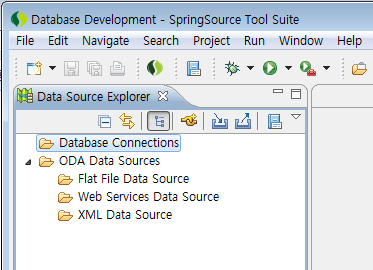 Database Development - SpringSource Tool Suite
File Edit Navigate Search Project Run Window Help
Data Source Explorer
Database Connections
ODA Data Sources
Flat File Data Source
Web Services Data Source
XML Data Source